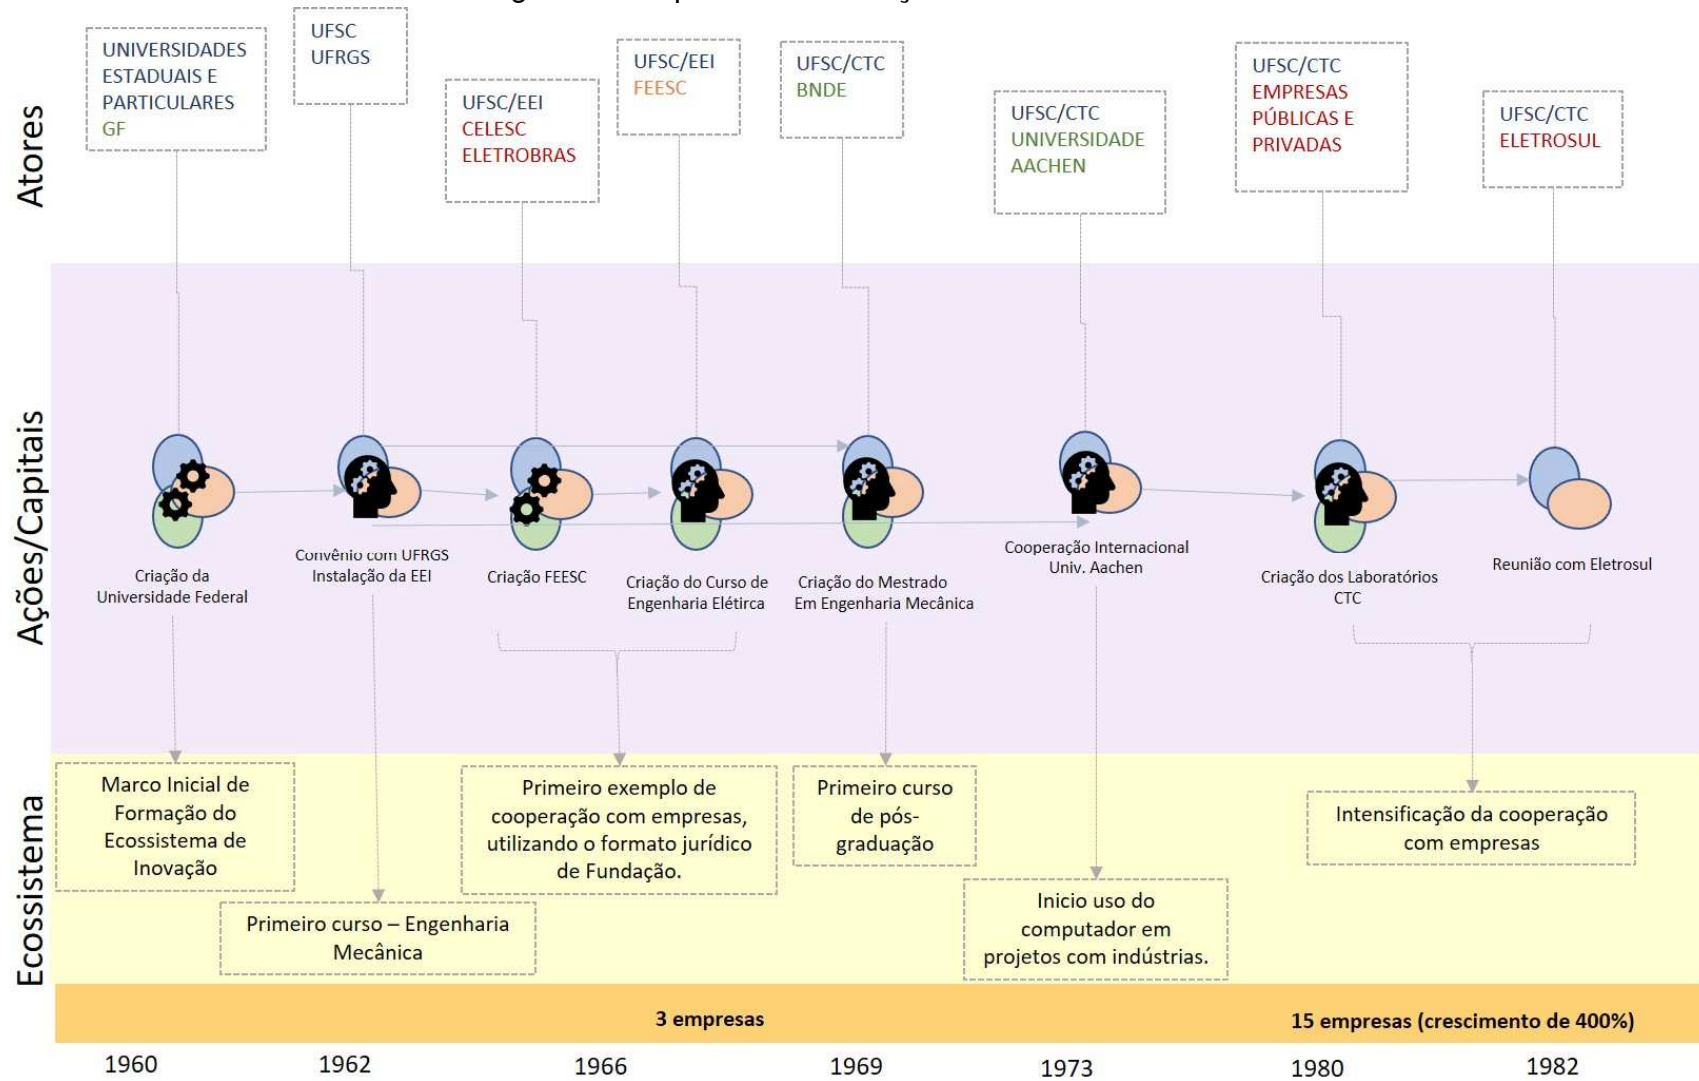 Atores
UNIVERSIDADES
ESTADUAIS E
PARTICULARES
GF
UFSC
UFRGS
UFSC/EEI
CELESC
ELETROBRAS
UFSC/EEI
FEESC
UFSC/CTC
BNDE
UFSC/CTC
UNIVERSIDADE
AACHEN
UFSC/CTC
EMPRESAS
PÚBLICAS E
PRIVADAS
UFSC/CTC
ELETROSUL
Ações/Capitais
Criação da
Universidade Federal
Convênio com UFRGS
Instalação da EEI
Criação FEESC
Criação do Curso de
Engenharia Elétirca
Criação do Mestrado
Em Engenharia Mecânica
Cooperação Internacional
Univ. Aachen
Criação dos Laboratórios
CTC
Reunião com Eletrosul
Ecossistema
Marco Inicial de
Formação do
Ecossistema de
Inovação
Primeiro curso – Engenharia
Mecânica
Primeiro exemplo de
cooperação com empresas,
utilizando o formato jurídico
de Fundação.
Primeiro curso
de pós-
graduação
Inicio uso do
computador em
projetos com indústrias.
Intensificação da cooperação
com empresas
3 empresas
15 empresas (crescimento de 400%)
1960
1962
1966
1969
1973
1980
1982